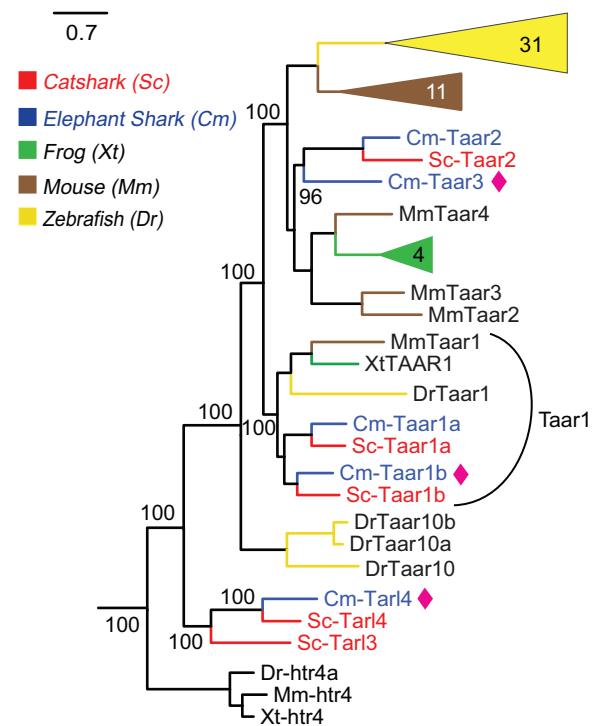 0.7
Catshark (Sc)
Elephant Shark (Cm)
Frog (Xt)
Mouse (Mm)
Zebrafish (Dr)
31
11
100
Cm-Taar2
Sc-Taar2
Cm-Taar3
96
MmTaar4
4
100
MmTaar3
MmTaar2
MmTaar1
XtTAAR1
DrTaar1
100
100
Taar1
Cm-Taar1a
Sc-Taar1a
Cm-Taar1b
Sc-Taar1b
100
DrTaar10b
DrTaar10a
DrTaar10
100
Cm-Tarl4
100
100
Sc-Tarl4
Sc-Tarl3
Dr-htr4a
Mm-htr4
Xt-htr4